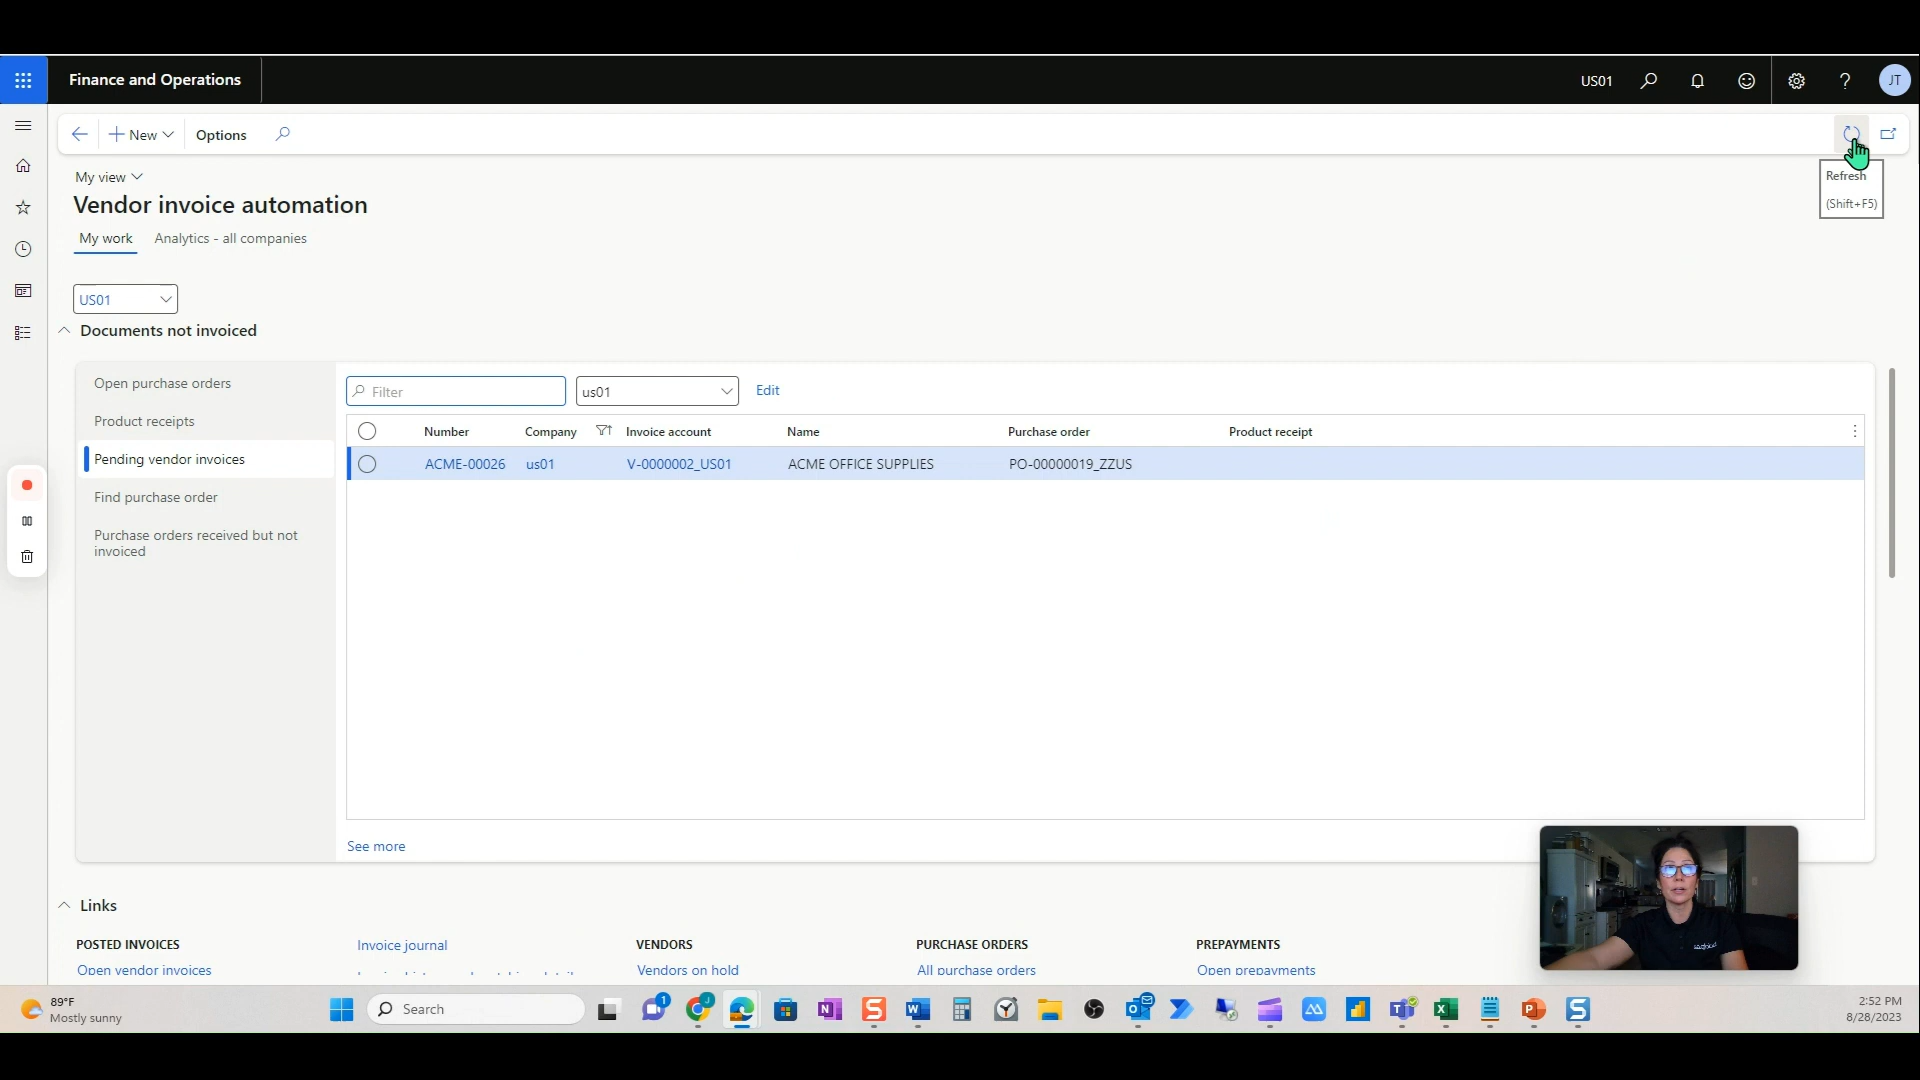 Finance and Operations
US01
?
JT
New
Options
Refresh
(Shift+F5)
My view
Vendor invoice automation
My work
Analytics - all companies
US01
Documents not invoiced
Open purchase orders
Product receipts
Pending vendor invoices
Find purchase order
Purchase orders received but not
invoiced
Filter
us01
Edit
Number
Company
Invoice account
Name
Purchase order
Product receipt
ACME-00026
us01
V-0000002_US01
ACME OFFICE SUPPLIES
PO-00000019_ZZUS
See more
Links
POSTED INVOICES
Open vendor invoices
Invoice journal
VENDORS
Vendors on hold
PURCHASE ORDERS
All purchase orders
PREPAYMENTS
Open prepayments
89°F
Mostly sunny
Search
1
J
N
S
W
T
X
P
S
2:52 PM
8/28/2023